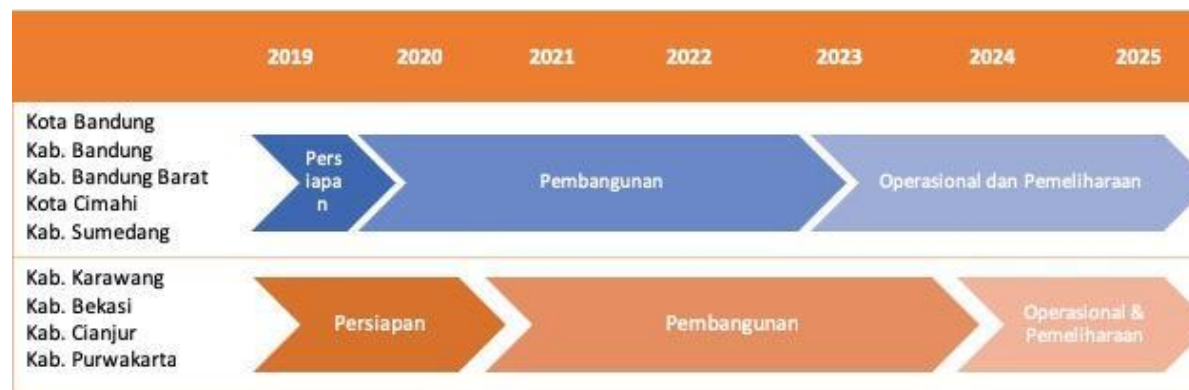 2019 2020 2021 2022 2023 2024 2025
Kota Bandung
Kab. Bandung
Kab. Bandung Barat
Kota Cimahi
Kab. Sumedang
Pers
iapa
n
Pembangunan
Operasional dan Pemeliharaan
Kab. Karawang
Kab. Bekasi
Kab. Cianjur
Kab. Purwakarta
Persiapan
Pembangunan
Operasional &
Pemeliharaan